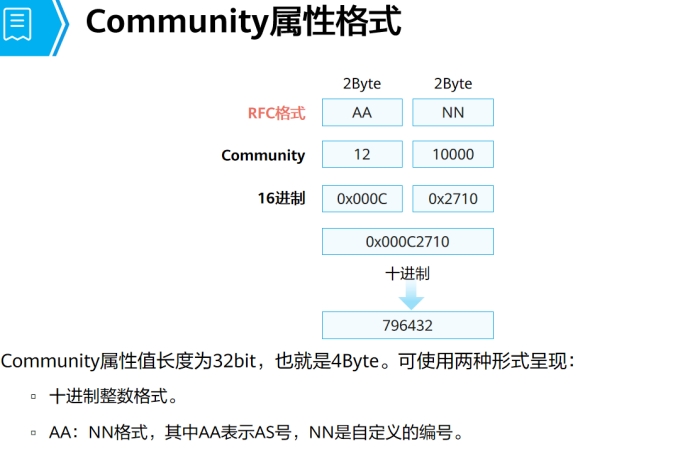 Community属性格式
2Byte 2Byte
RFC格式 AA NN
Community 12 10000
16进制 0x000C 0x2710
0x000C2710
十进制
796432
Community属性值长度为32bit，也就是4Byte。可使用两种形式呈现：
▫ 十进制整数格式。
▫ AA：NN格式，其中AA表示AS号，NN是自定义的编号。